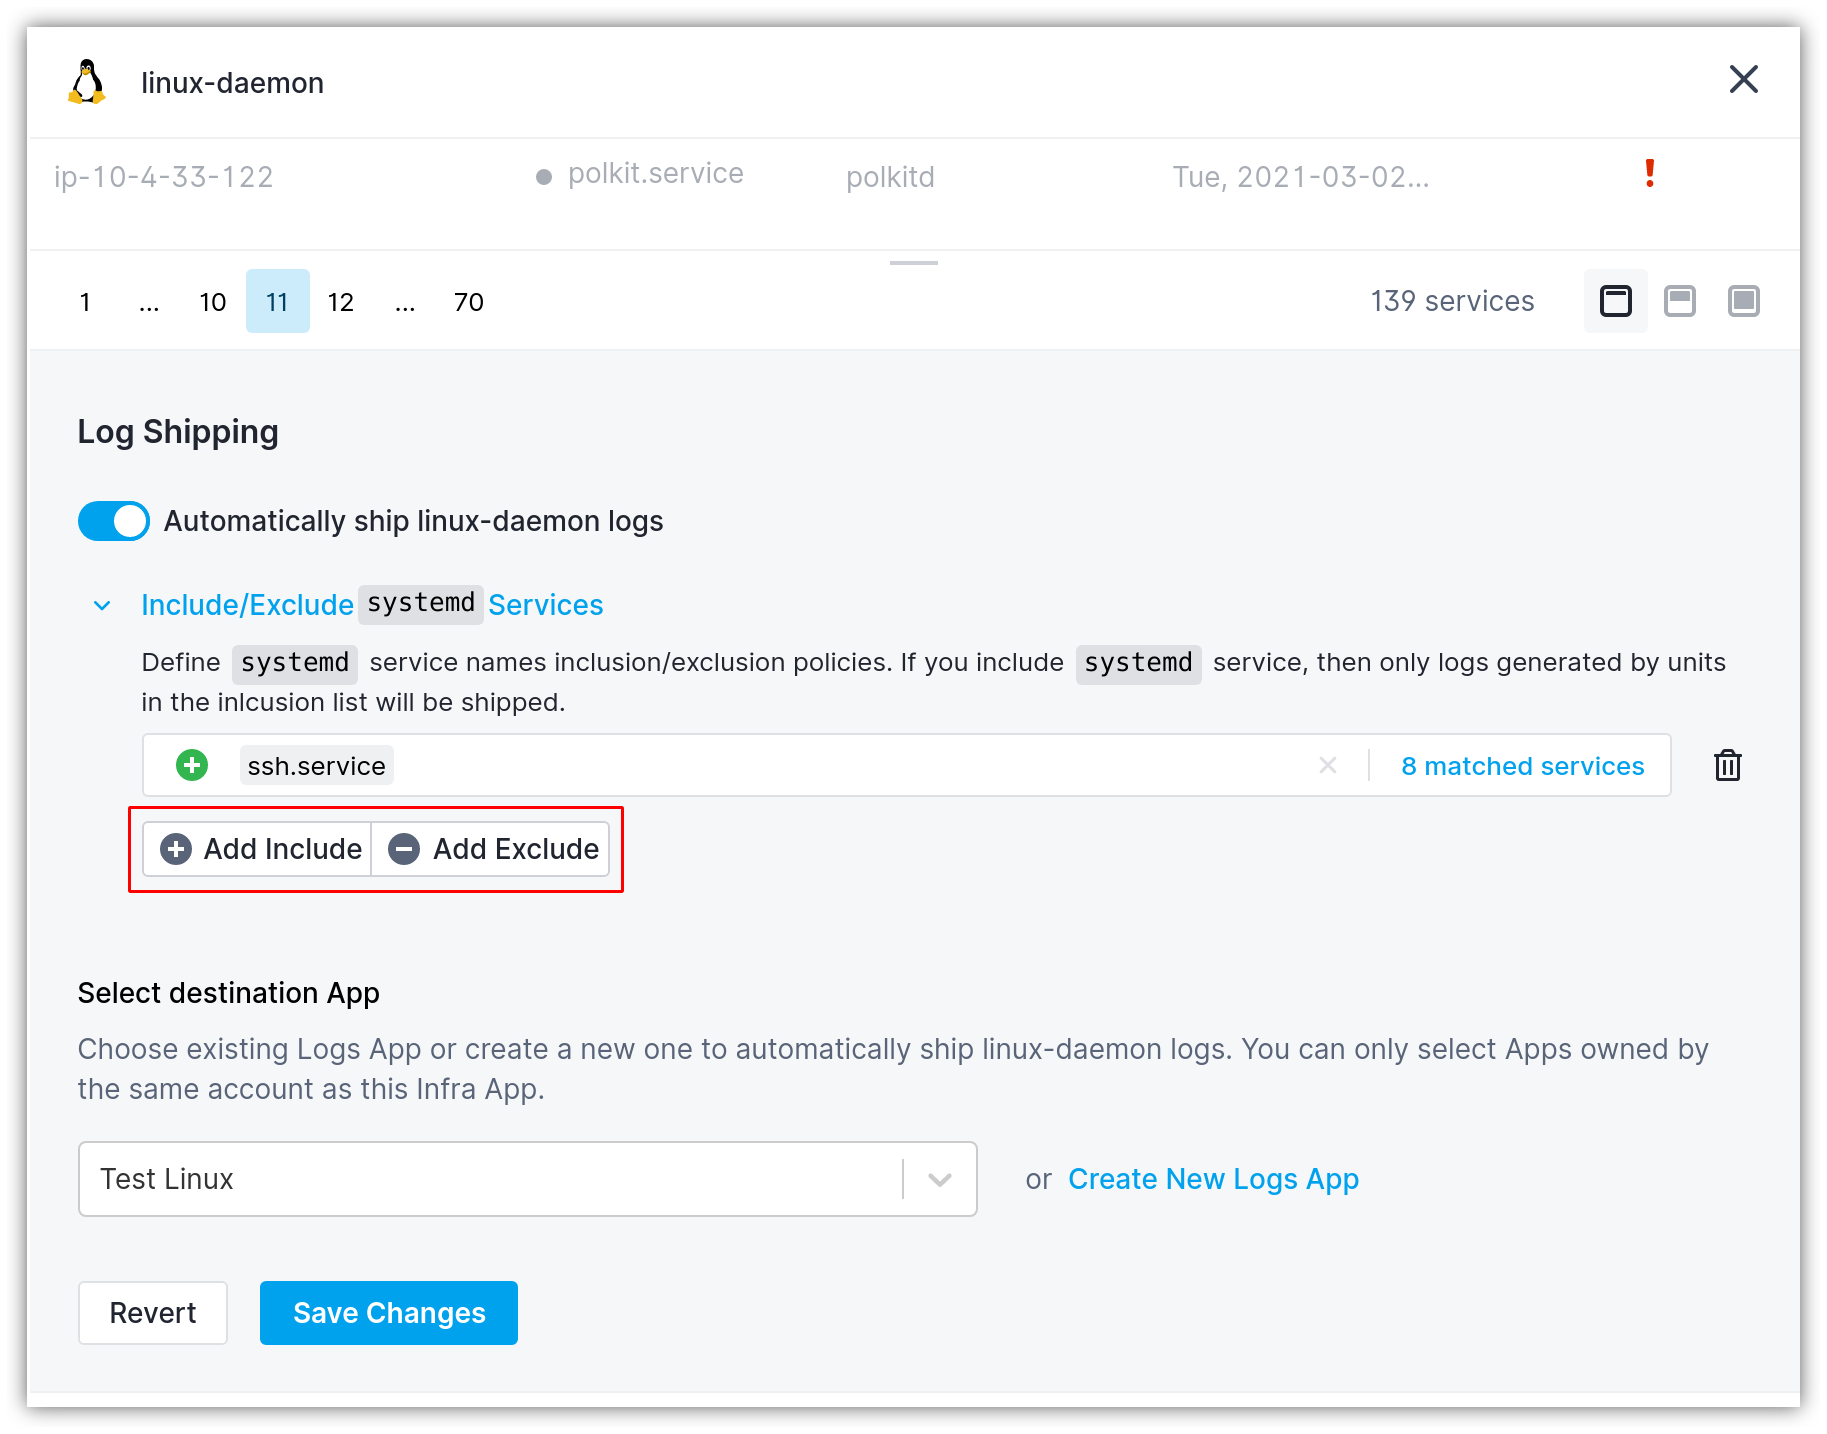 linux-daemon
ip-10-4-33-122 polkit.service polkitd Tue, 2021-03-02...
1 ... 10 11 12 ... 70 139 services
Log Shipping
Automatically ship linux-daemon logs
Include/Exclude systemd Services
Define systemd service names inclusion/exclusion policies. If you include systemd service, then only logs generated by units
in the inlcusion list will be shipped.
ssh.service 8 matched services
Add Include Add Exclude
Select destination App
Choose existing Logs App or create a new one to automatically ship linux-daemon logs. You can only select Apps owned by
the same account as this Infra App.
Test Linux or Create New Logs App
Revert Save Changes